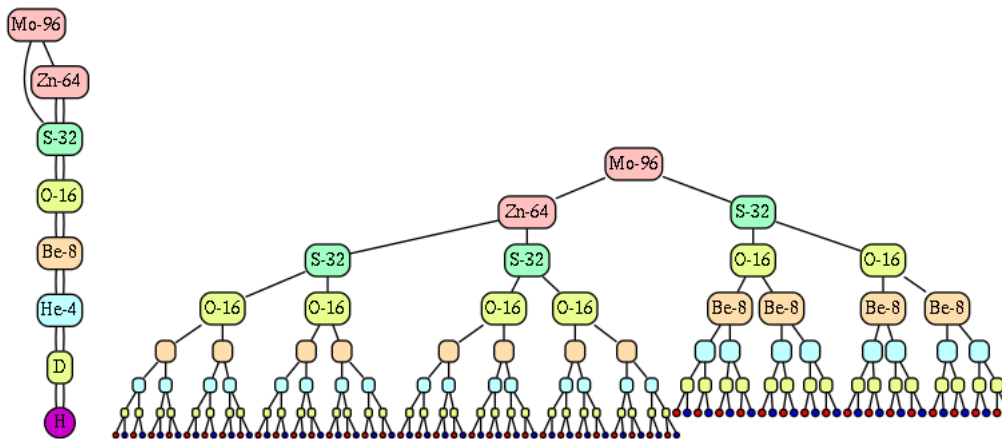 Mo-96
Zn-64
S-32
O-16
Be-8
He-4
D
H
Mo-96
Zn-64 S-32
S-32 S-32 O-16 O-16
O-16 O-16 O-16 O-16 Be-8 Be-8 Be-8 Be-8